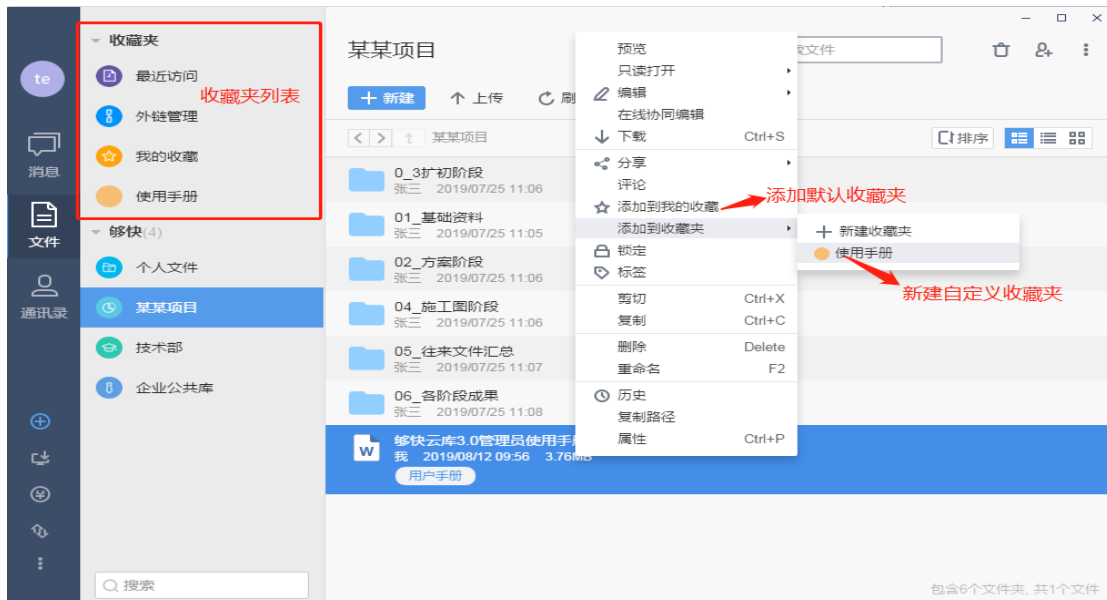 te
消息
文件
通讯录
收藏夹
最近访问
外链管理
我的收藏
使用手册
收藏夹列表
够快(4)
个人文件
某某项目
技术部
企业公共库
搜索
某某项目
文件
新建
上传
刷
某某项目
排序
0_3扩初阶段
张三 2019/07/25 11:06
01_基础资料
张三 2019/07/25 11:05
02_方案阶段
张三 2019/07/25 11:06
04_施工图阶段
张三 2019/07/25 11:06
05_往来文件汇总
张三 2019/07/25 11:07
06_各阶段成果
张三 2019/07/25 11:08
W
够快云库3.0管理员使用手
我 2019/08/12 09:56 3.76MB
用户手册
预览
只读打开
编辑
在线协同编辑
下载 Ctrl+S
分享
评论
添加到我的收藏
添加到收藏夹
锁定
标签
剪切 Ctrl+X
复制 Ctrl+C
删除 Delete
重命名 F2
历史
复制路径
属性 Ctrl+P
添加默认收藏夹
新建收藏夹
使用手册
新建自定义收藏夹
包含6个文件夹, 共1个文件